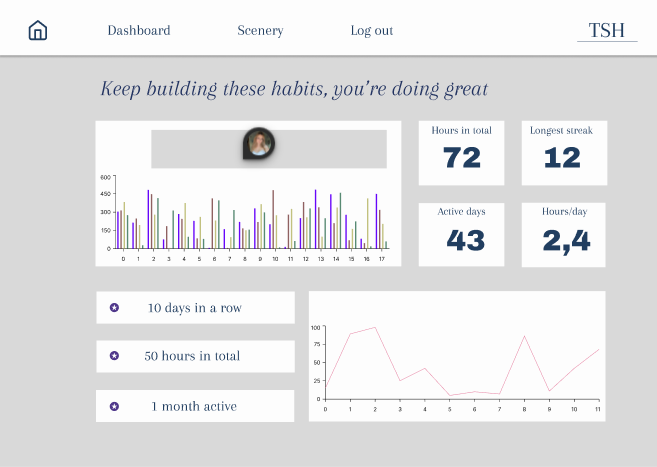 Dashboard
Scenery
Log out
TSH
Keep building these habits, you're doing great
600
450
300
150
0
0 1 2 3 4 5 6 7 8 9 10 11 12 13 14 15 16 17
Hours in total
72
Longest streak
12
Active days
43
Hours/day
2,4
10 days in a row
50 hours in total
1 month active
100
75
50
25
0
0 1 2 3 4 5 6 7 8 9 10 11